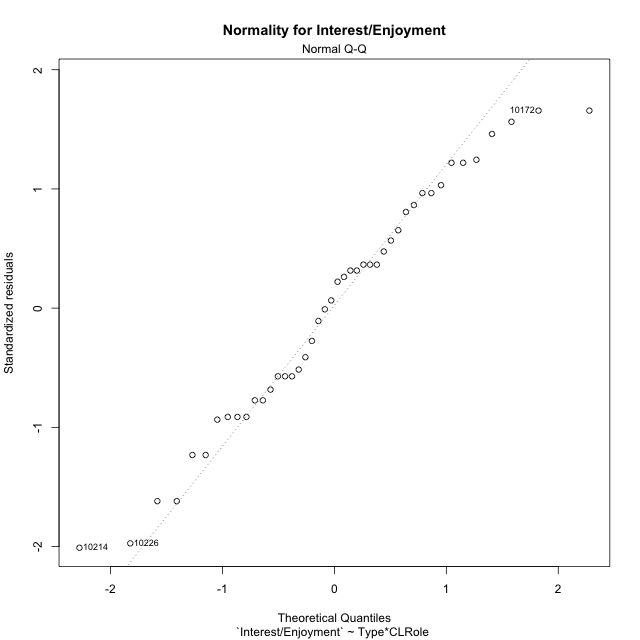 Normality for Interest/Enjoyment
Normal Q-Q
2
1
0
-1
-2
Standardized residuals
10172
10214
10226
-2
-1
0
1
2
Theoretical Quantiles
`Interest/Enjoyment` ~ Type*CLRole